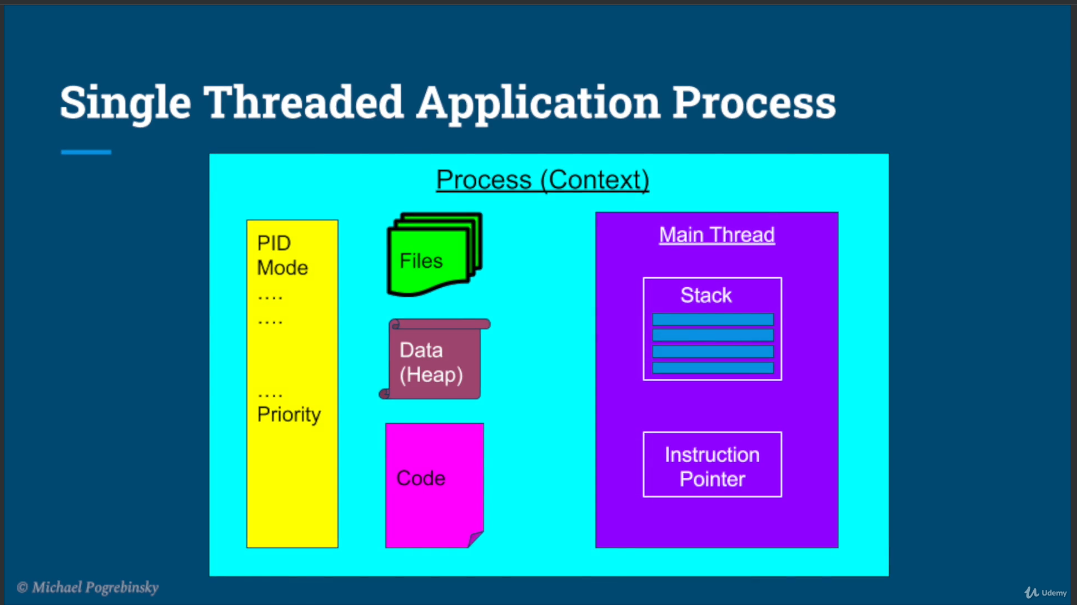 Single Threaded Application Process
Process (Context)
PID
Mode
....
....
....
Priority
Files
Data
(Heap)
Code
Main Thread
Stack
Instruction
Pointer
© Michael Pogrebinsky
Udemy